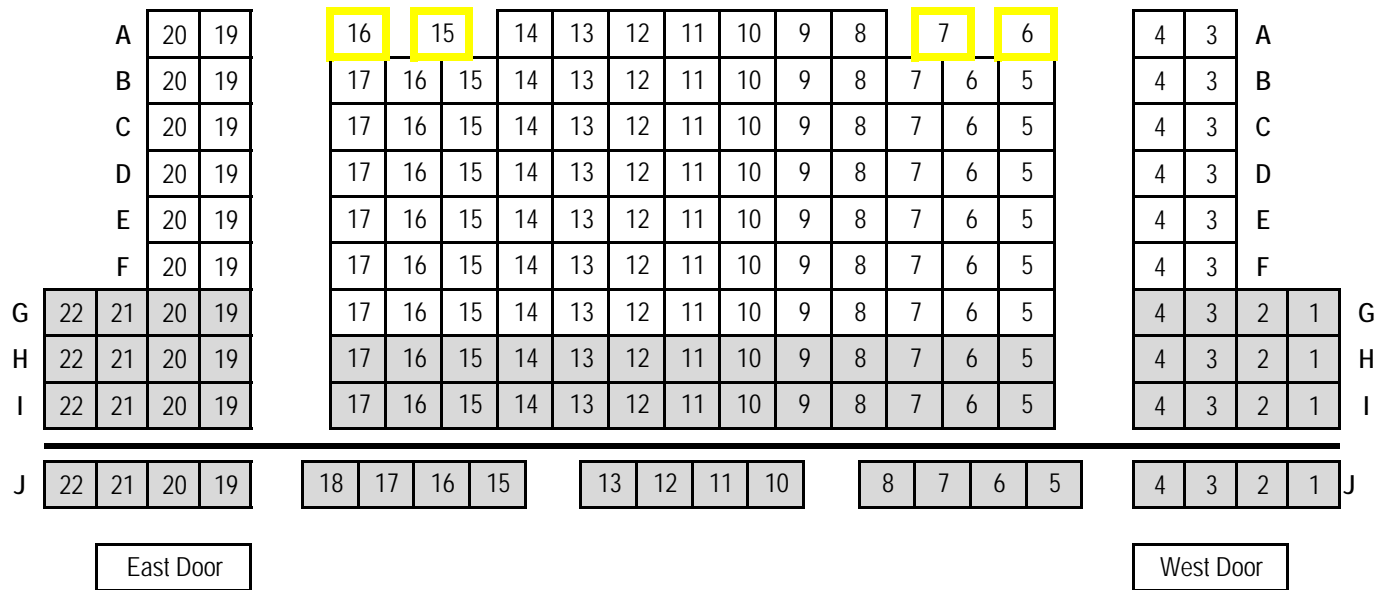 A 20 19 16 15 14 13 12 11 10 9 8 7 6 4 3 A
B 20 19 17 16 15 14 13 12 11 10 9 8 7 6 5 4 3 B
C 20 19 17 16 15 14 13 12 11 10 9 8 7 6 5 4 3 C
D 20 19 17 16 15 14 13 12 11 10 9 8 7 6 5 4 3 D
E 20 19 17 16 15 14 13 12 11 10 9 8 7 6 5 4 3 E
F 20 19 17 16 15 14 13 12 11 10 9 8 7 6 5 4 3 F
G 22 21 20 19 17 16 15 14 13 12 11 10 9 8 7 6 5 4 3 2 1 G
H 22 21 20 19 17 16 15 14 13 12 11 10 9 8 7 6 5 4 3 2 1 H
I 22 21 20 19 17 16 15 14 13 12 11 10 9 8 7 6 5 4 3 2 1 I
J 22 21 20 19 18 17 16 15 13 12 11 10 8 7 6 5 4 3 2 1 J
East Door West Door